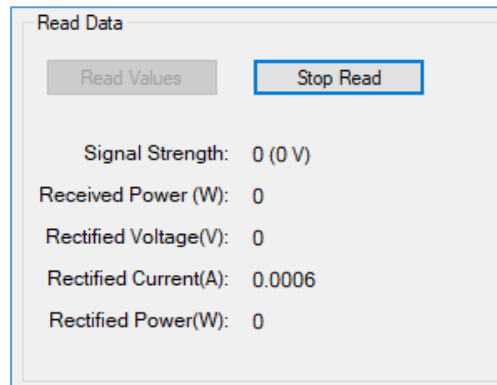 Read Data
Read Values Stop Read
Signal Strength: 0 (0 V)
Received Power (W): 0
Rectified Voltage(V): 0
Rectified Current(A): 0.0006
Rectified Power(W): 0